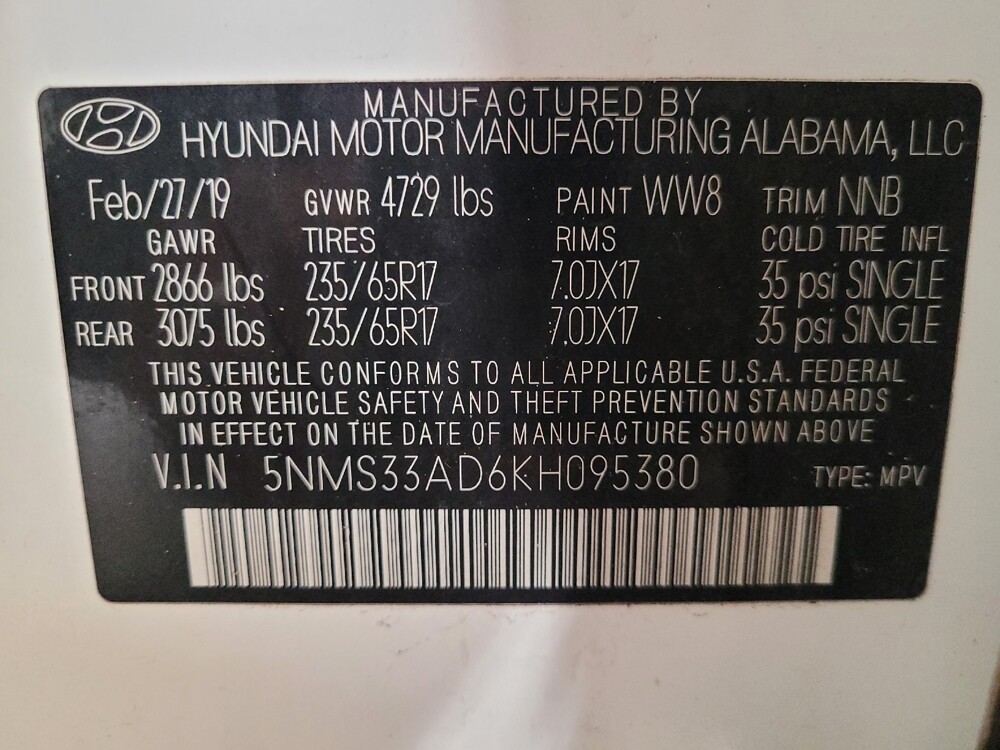 MANUFACTURED BY
HYUNDAI MOTOR MANUFACTURING ALABAMA, LLC
Feb/27/19 GVWR 4729 lbs PAINT WW8 TRIM NNB
GAWR TIRES RIMS COLD TIRE INFL
FRONT 2866 lbs 235/65R17 7.0JX17 35 psi SINGLE
REAR 3075 lbs 235/65R17 7.0JX17 35 psi SINGLE
THIS VEHICLE CONFORMS TO ALL APPLICABLE U.S.A. FEDERAL
MOTOR VEHICLE SAFETY AND THEFT PREVENTION STANDARDS
IN EFFECT ON THE DATE OF MANUFACTURE SHOWN ABOVE
V.I.N 5NMS33AD6KH095380 TYPE: MPV